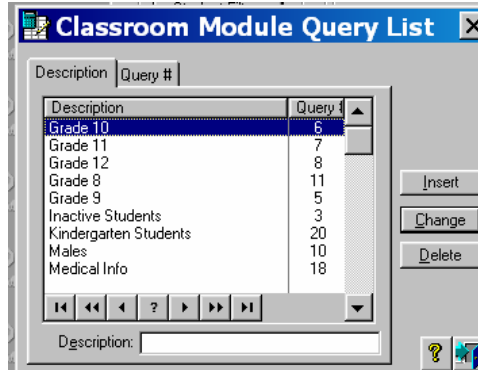 Classroom Module Query List
Description Query #
Description Query #
Grade 10 6
Grade 11 7
Grade 12 8
Grade 8 11
Grade 9 5
Inactive Students 3
Kindergarten Students 20
Males 10
Medical Info 18
Insert
Change
Delete
?
Description:
?